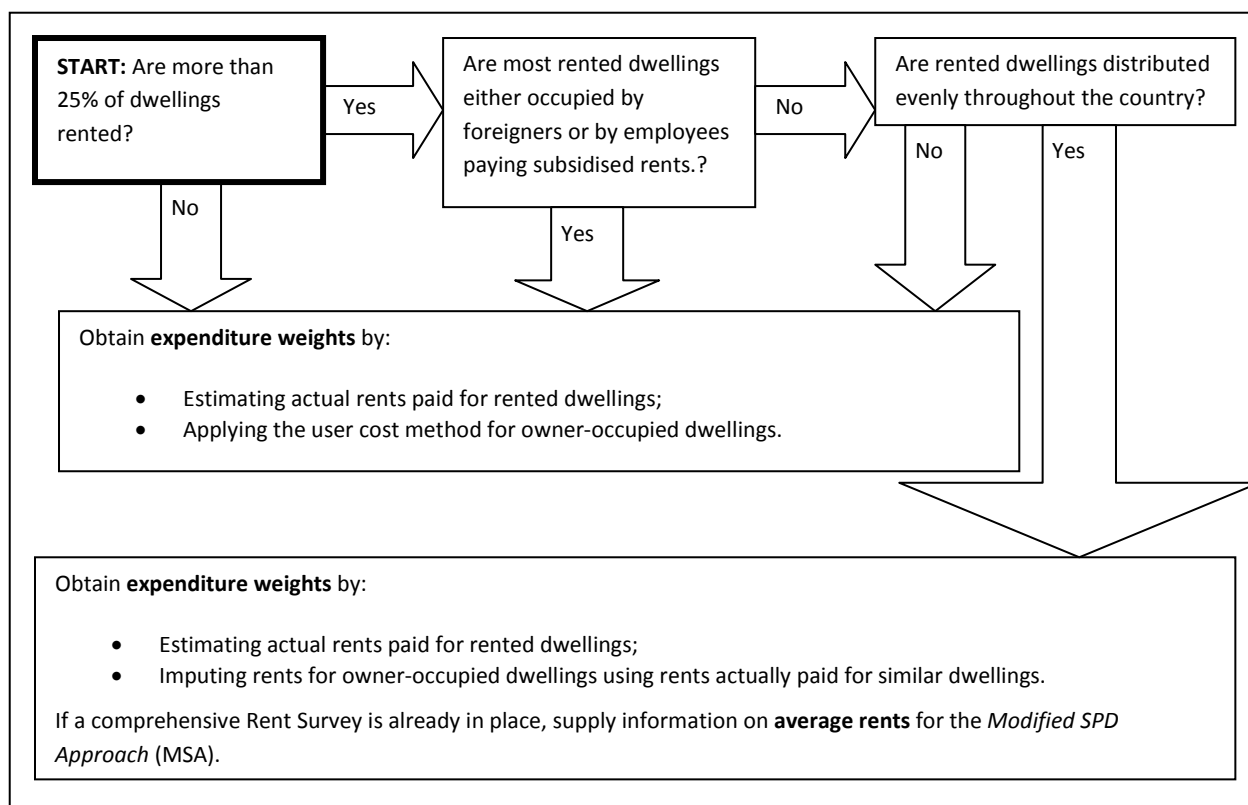 START: Are more than
25% of dwellings
rented?
Yes
Are most rented dwellings
either occupied by
foreigners or by employees
paying subsidised rents.?
No
Are rented dwellings distributed
evenly throughout the country?
No
Yes
No
Yes
Obtain expenditure weights by:
• Estimating actual rents paid for rented dwellings;
• Applying the user cost method for owner-occupied dwellings.
Obtain expenditure weights by:
• Estimating actual rents paid for rented dwellings;
• Imputing rents for owner-occupied dwellings using rents actually paid for similar dwellings.
If a comprehensive Rent Survey is already in place, supply information on average rents for the Modified SPD
Approach (MSA).